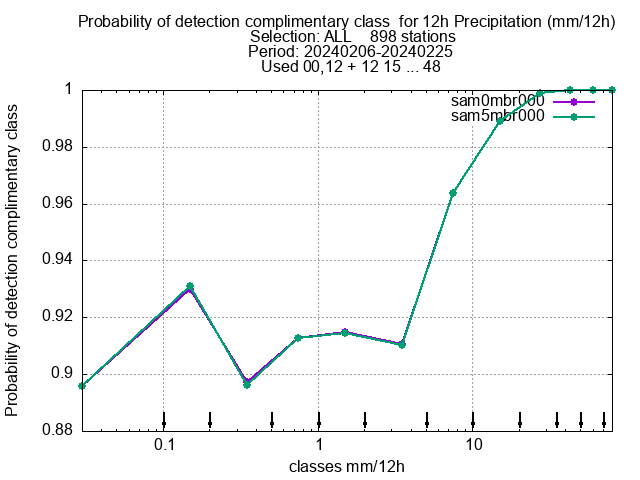 Probability of detection complimentary class  for 12h Precipitation (mm/12h)
Selection: ALL    898 stations
Period: 20240206-20240225
Used 00,12 + 12 15 ... 48
sam0mbr000
sam5mbr000
Probability of detection complimentary class
1
0.98
0.96
0.94
0.92
0.9
0.88
0.1
1
10
classes mm/12h